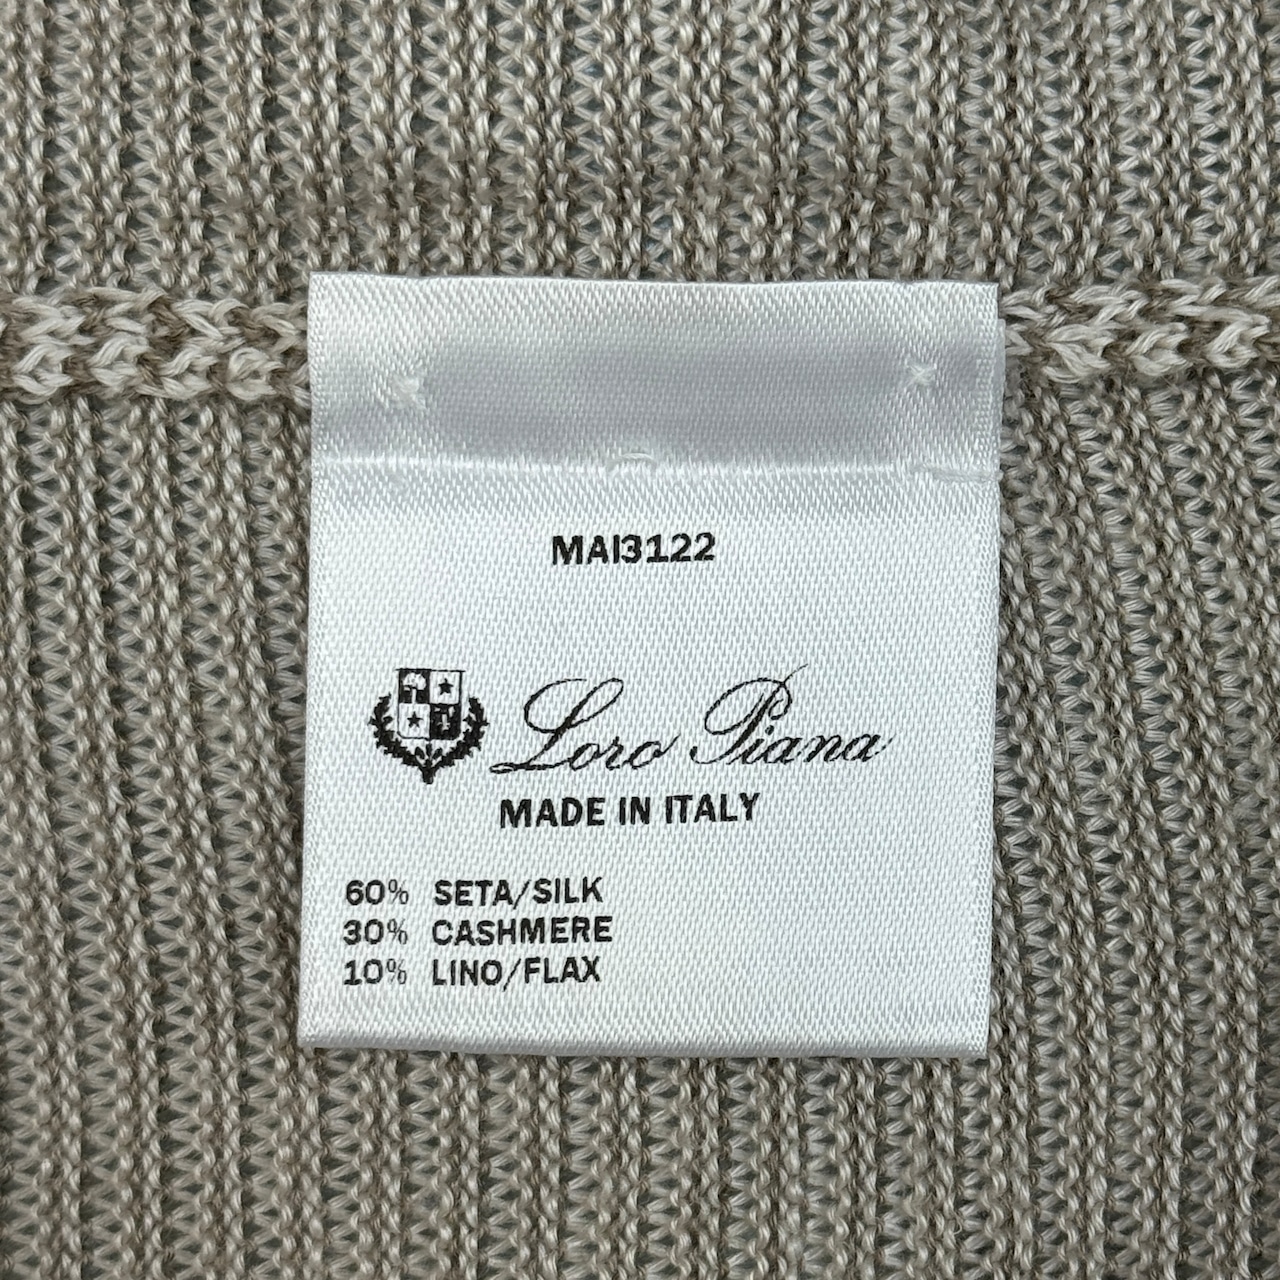 MAI3122
Loro Piana
MADE IN ITALY
60% SETA/SILK
30% CASHMERE
10% LINO/FLAX